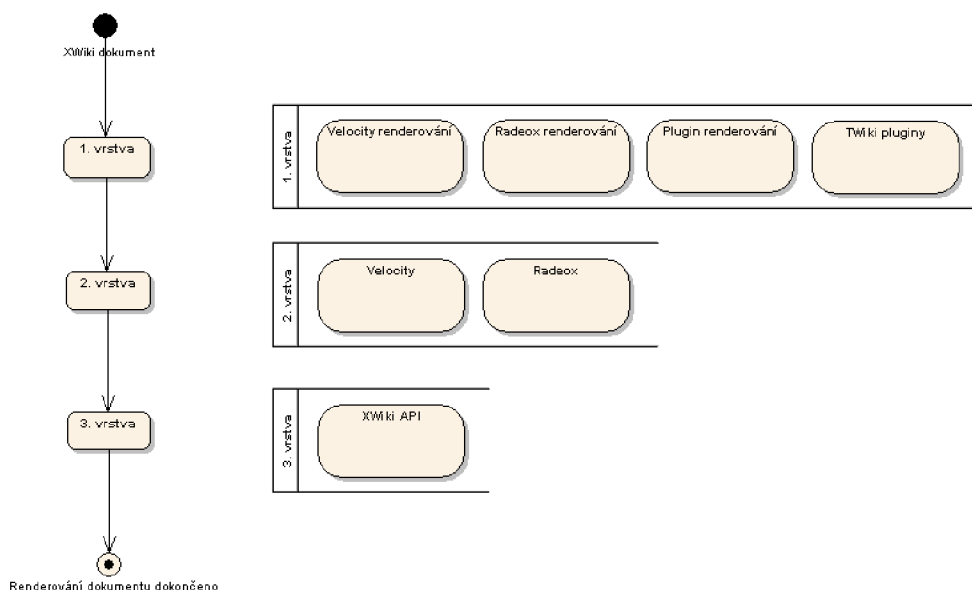 XWiki dokument
1. vrstva
2. vrstva
3. vrstva
Renderování dokumentu dokončeno
1. vrstva
Velocity renderování
Radeox renderování
Plugin renderování
TWiki pluginy
2. vrstva
Velocity
Radeox
3. vrstva
XWiki API